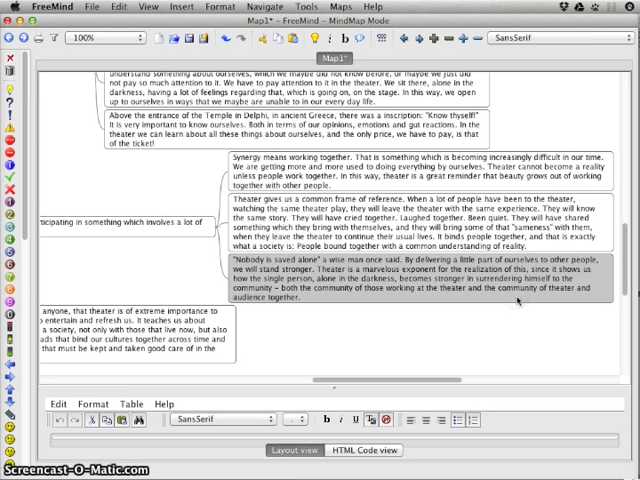 FreeMind File Edit View Insert Format Navigate Tools Maps Help
Map1* – FreeMind – MindMap Mode
100% SansSerif
Map1*
understand something about ourselves, which we maybe did not know before, or maybe we just did
not pay so much attention to it. We have to pay attention to it in the theater. We sit there, alone in the
darkness, having a lot of feelings regarding that, which is going on, on the stage. In this way, we open
up to ourselves in ways that we maybe are unable to in our every day life.
Above the entrance of the Temple in Delphi, in ancient Greece, there was a inscription: "Know thyself!"
It is very important to know ourselves. Both in terms of our opinions, emotions and gut reactions. In the
theater we can learn about all these things about ourselves, and the only price, we have to pay, is that
of the ticket!
Synergy means working together. That is something which is becoming increasingly difficult in our time.
We are getting more and more used to doing everything by ourselves. Theater cannot become a reality
unless people work together. In this way, theater is a great reminder that beauty grows out of working
together with other people.
Theater gives us a common frame of reference. When a lot of people have been to the theater,
watching the same theater play, they will leave the theater with the same experience. They will know
the same story. They will have cried together. Laughed together. Been quiet. They will have shared
something which they bring with themselves, and they will bring some of that "sameness" with them,
when they leave the theater to continue their usual lives. It binds people together, and that is exactly
what a society is: People bound together with a common understanding of reality.
ticipating in something which involves a lot of
"Nobody is saved alone" a wise man once said. By delivering a little part of ourselves to other people,
we will stand stronger. Theater is a marvelous exponent for the realization of this, since it shows us
how the single person, alone in the darkness, becomes stronger in surrendering himself to the
community – both the community of those working at the theater and the community of theater and
audience together.
anyone, that theater is of extreme importance to
o entertain and refresh us. It teaches us about
a society, not only with those that live now, but also
ads that bind our cultures together across time and
that must be kept and taken good care of in the
Edit Format Table Help
SansSerif
b i u
Layout view HTML Code view
Screencast-O-Matic.com